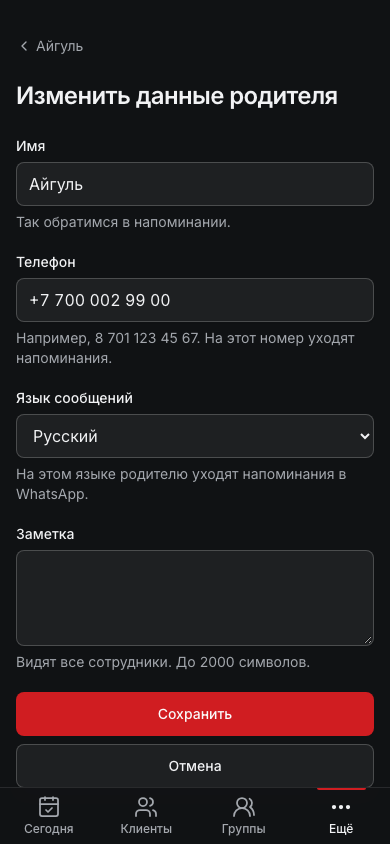 Айгуль
Изменить данные родителя
Имя
Айгуль
Так обратимся в напоминании.
Телефон
+7 700 002 99 00
Например, 8 701 123 45 67. На этот номер уходят
напоминания.
Язык сообщений
Русский
На этом языке родителю уходят напоминания в
WhatsApp.
Заметка
Видят все сотрудники. До 2000 символов.
Сохранить
Отмена
Сегодня Клиенты Группы Ещё